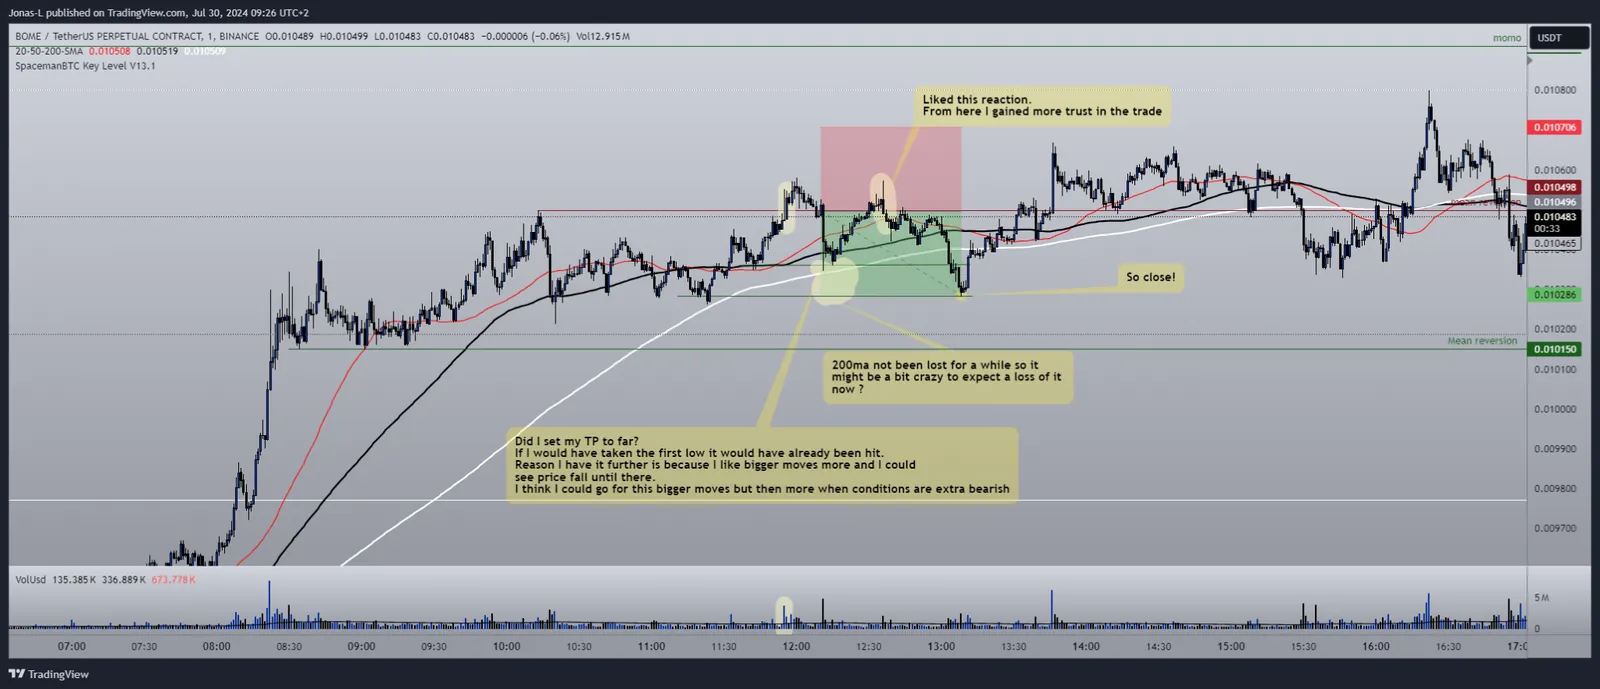 Jonas-L published on TradingView.com, Jul 30, 2024 09:26 UTC+2
BOME / TetherUS PERPETUAL CONTRACT, 1, BINANCE O0.010489 H0.010499 L0.010483 C0.010483 −0.000006 (−0.06%) Vol12.915M
20-50-200-SMA 0.010508 0.010519 0.010509
SpacemanBTC Key Level V13.1
momo
USDT
Liked this reaction.
From here I gained more trust in the trade
So close!
200ma not been lost for a while so it
might be a bit crazy to expect a loss of it
now ?
Did I set my TP to far?
If I would have taken the first low it would have already been hit.
Reason I have it further is because I like bigger moves more and I could
see price fall until there.
I think I could go for this bigger moves but then more when conditions are extra bearish
Mean reversion
0.010800
0.010706
0.010600
0.010498
0.010496
0.010483
00:33
0.010465
0.010286
0.010200
0.010150
0.010100
0.010000
0.009900
0.009800
0.009700
VolUsd 135.385K 336.889K 673.778K
5M
0
07:00 07:30 08:00 08:30 09:00 09:30 10:00 10:30 11:00 11:30 12:00 12:30 13:00 13:30 14:00 14:30 15:00 15:30 16:00 16:30
TradingView